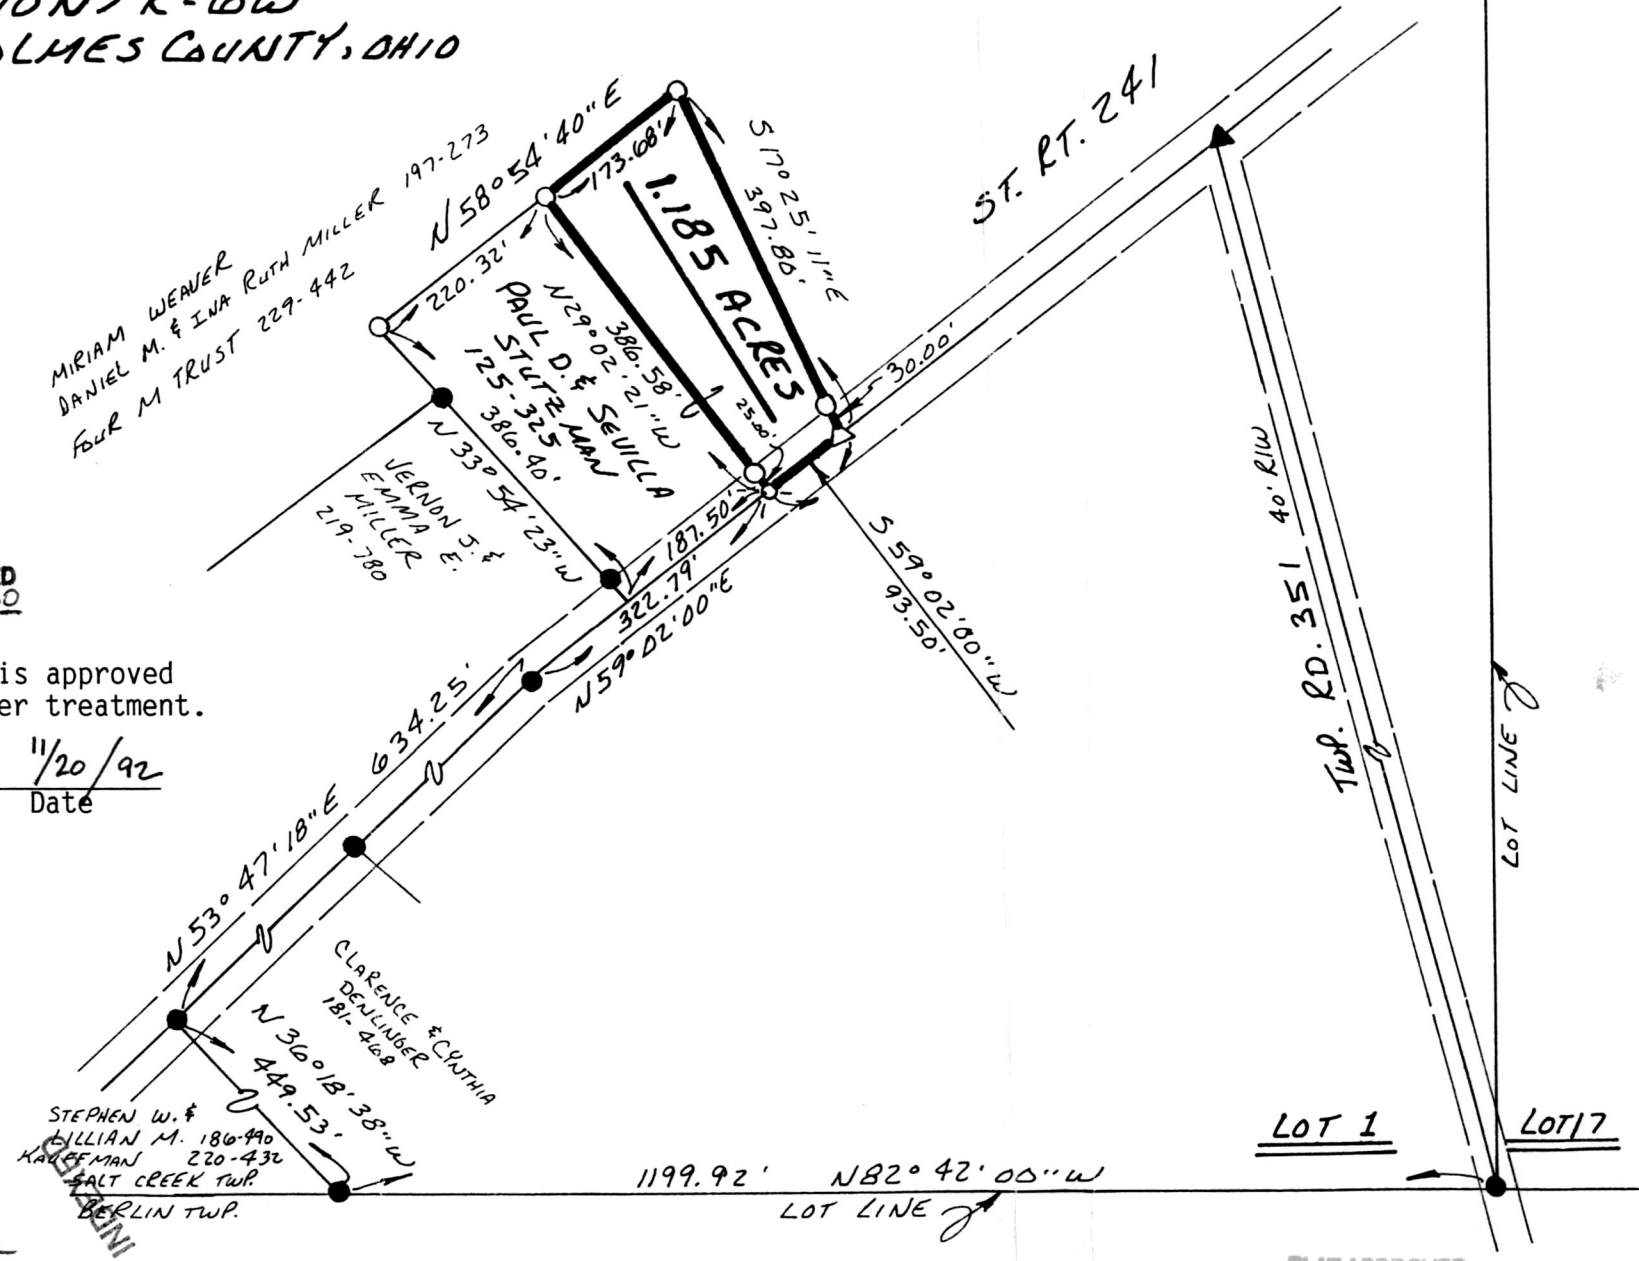 HOLMES COUNTY, OHIO
MIRIAM WEAVER
DANIEL M. & INA RUTH MILLER 197-273
FOUR M TRUST 229-442
N 58° 54' 40" E
173.68'
220.32'
S 17° 25' 11" E
397.80'
1.185 ACRES
N 29° 02' 21" W
386.58'
PAUL D. & SEVILLA
STUTZMAN
125-325
25.00'
30.00'
ST. RT. 241
N 33° 54' 23" W
386.40'
VERNON J. &
EMMA E.
MILLER
219-780
187.50'
322.79'
N 59° 02' 00" E
S 59° 02' 00" W
93.50'
TWP. RD. 351 40' R/W
LOT LINE
is approved
treatment.
11/20/92
Date
N 53° 47' 18" E 634.25'
CLARENCE & CYNTHIA
DENLINGER
181-468
N 36° 18' 38" W
449.53'
STEPHEN W. &
LILLIAN M. 186-490
KAUFFMAN 220-432
SALT CREEK TWP.
BERLIN TWP.
INDEXED
1199.92' N 82° 42' 00" W
LOT LINE
LOT 1
LOT 17